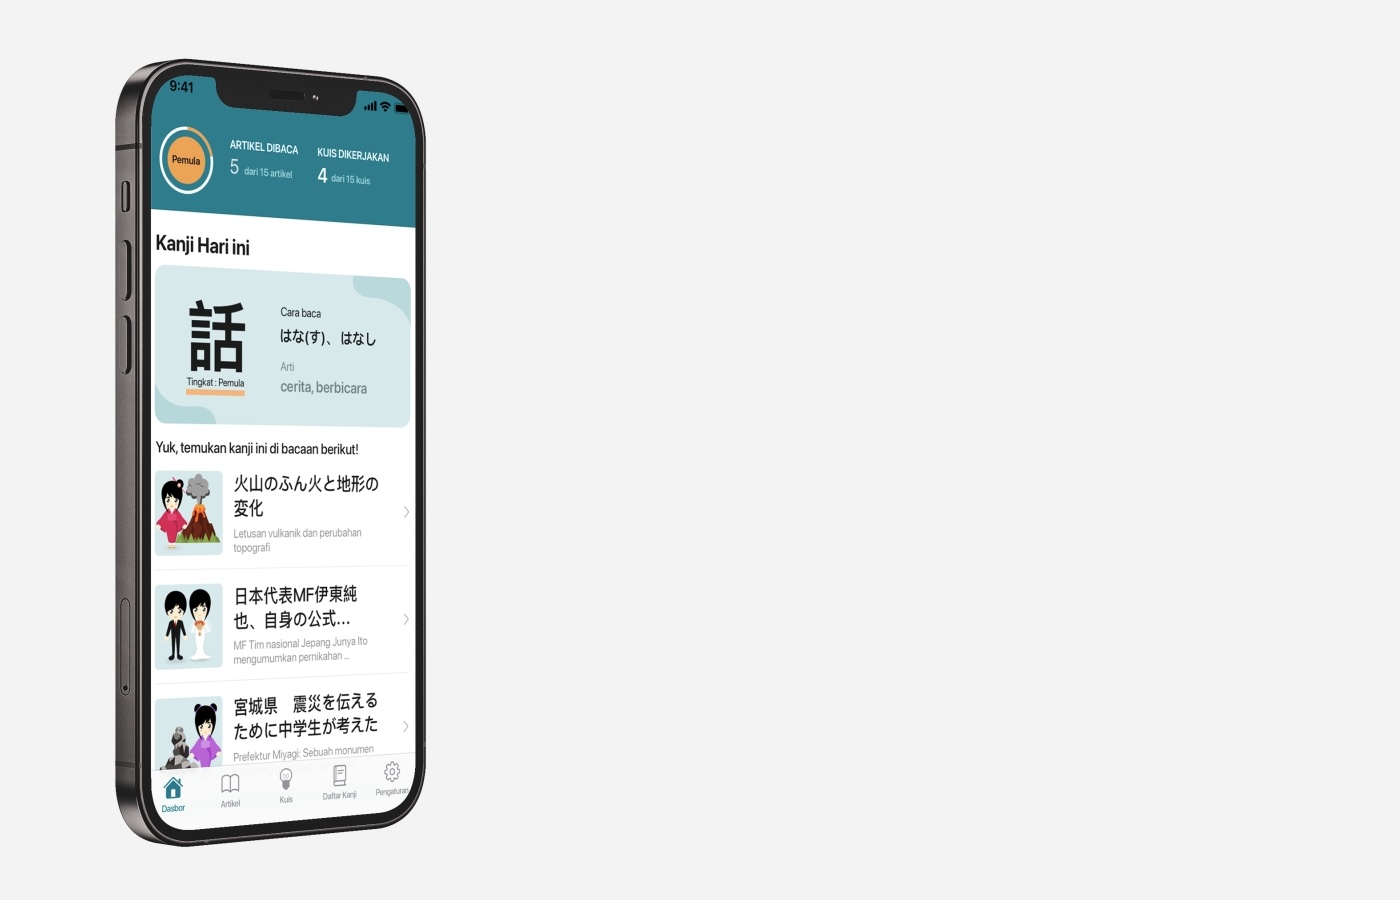 9:41
Pemula
ARTIKEL DIBACA
5 dari 15 artikel
KUIS DIKERJAKAN
4 dari 15 kuis
Kanji Hari ini
話
Tingkat : Pemula
Cara baca
はな(す)、はなし
Arti
cerita, berbicara
Yuk, temukan kanji ini di bacaan berikut!
火山のふん火と地形の
変化
Letusan vulkanik dan perubahan
topografi
日本代表MF伊東純
也、自身の公式...
MF Tim nasional Jepang Junya Ito
mengumumkan pernikahan ...
宮城県　震災を伝える
ために中学生が考えた
Prefektur Miyagi: Sebuah monumen
Dasbor
Artikel
Kuis
Daftar Kanji
Pengaturan